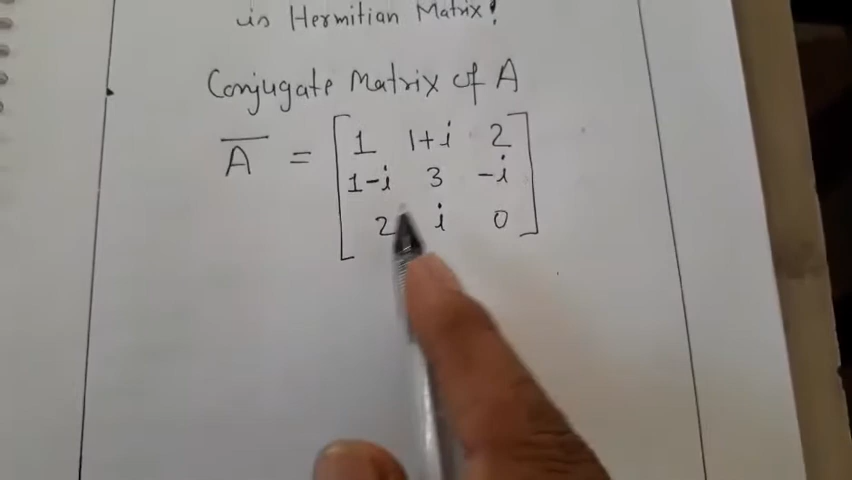 is Hermitian Matrix!
Conjugate Matrix of A
A̅ = [ 1 1+i 2
1-i 3 -i
2 i 0 ]